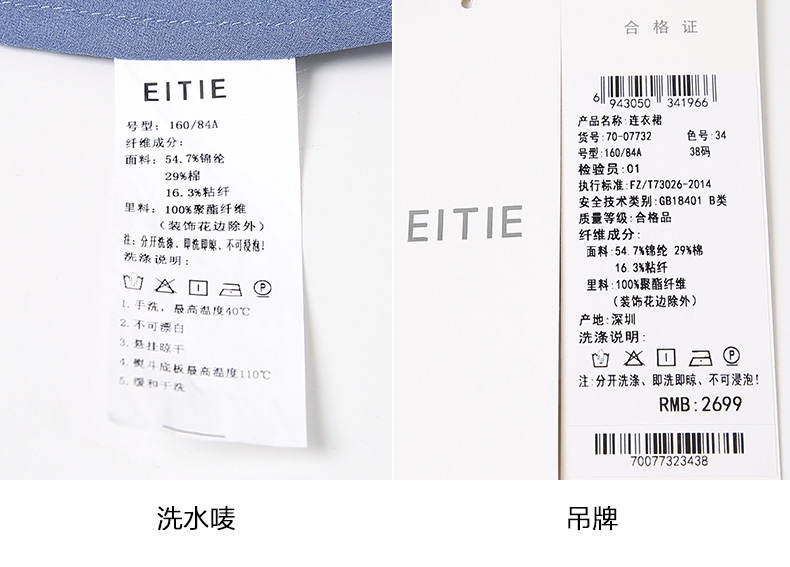 EITIE
号型：160/84A
纤维成分：
面料：54.7%锦纶
29%棉
16.3%粘纤
里料：100%聚酯纤维
（装饰花边除外）
注：分开洗涤、即洗即晾、不可浸泡！
洗涤说明：
1.手洗，最高温度40℃
2.不可漂白
3.悬挂晾干
4.熨斗底板最高温度110℃
5.缓和干洗
洗水唛
EITIE
合格证
6 943050 341966
产品名称:连衣裙
货号:70-07732 色号:34
号型:160/84A 38码
检验员:01
执行标准:FZ/T73026-2014
安全技术类别:GB18401 B类
质量等级:合格品
纤维成分:
面料:54.7%锦纶 29%棉
16.3%粘纤
里料:100%聚酯纤维
（装饰花边除外）
产地:深圳
洗涤说明:
P
注:分开洗涤、即洗即晾、不可浸泡！
RMB:2699
70077323438
吊牌